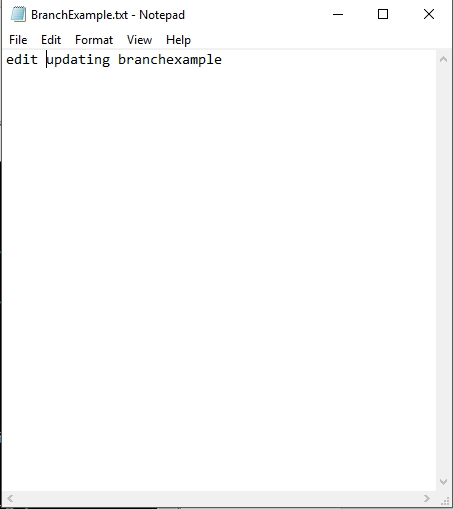 BranchExample.txt - Notepad
File Edit Format View Help
edit updating branchexample